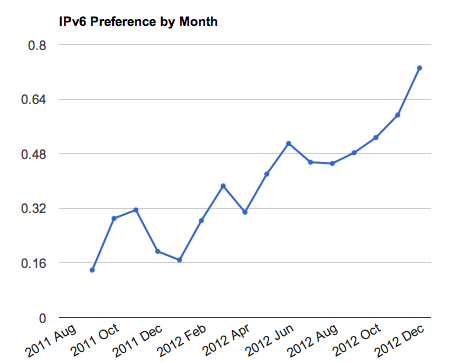 IPv6 Preference by Month
0.8
0.64
0.48
0.32
0.16
0
2011 Aug
2011 Oct
2011 Dec
2012 Feb
2012 Apr
2012 Jun
2012 Aug
2012 Oct
2012 Dec